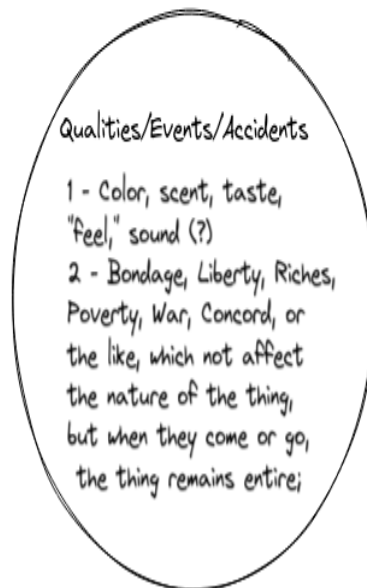 Qualities/Events/Accidents
1 - Color, scent, taste,
"feel," sound (?)
2 - Bondage, Liberty, Riches,
Poverty, War, Concord, or
the like, which not affect
the nature of the thing,
but when they come or go,
the thing remains entire;